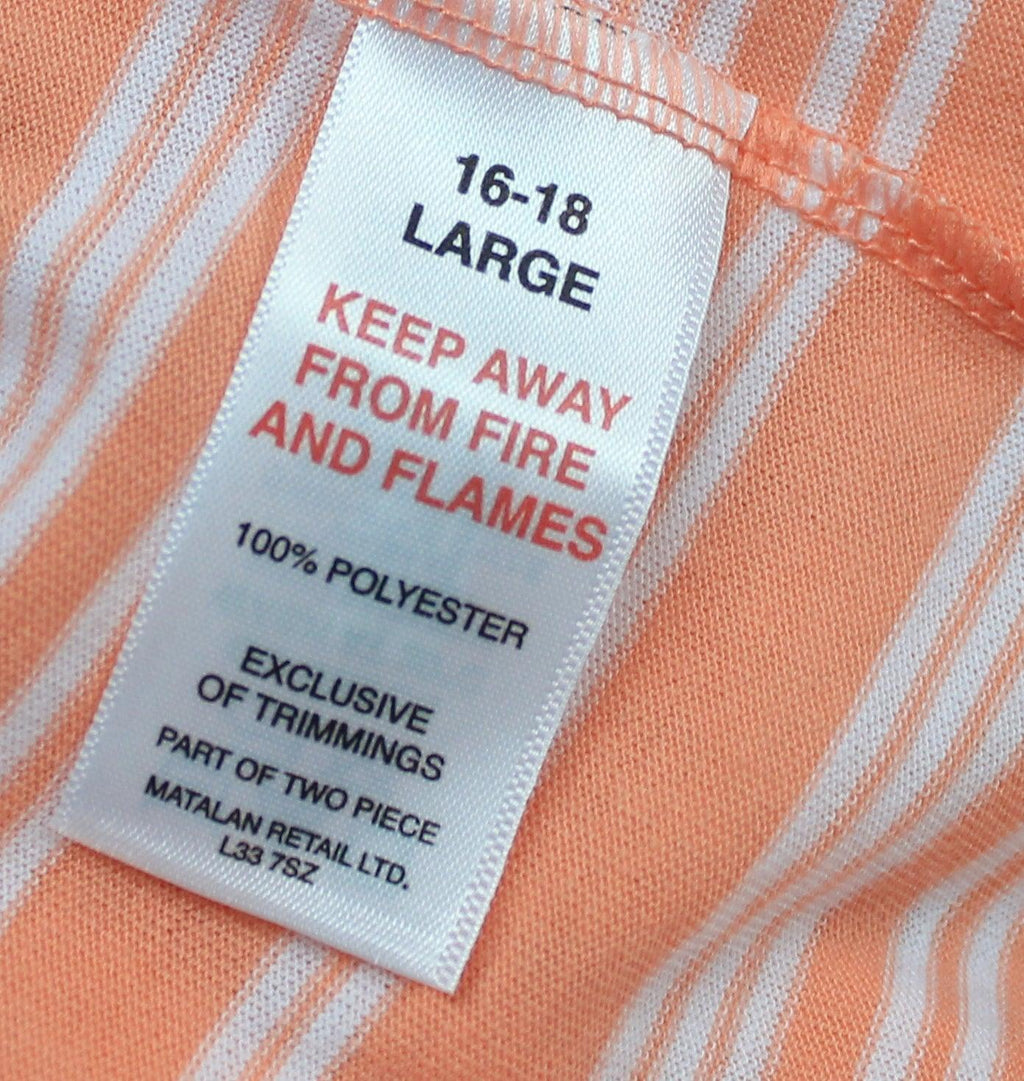 16-18
LARGE
KEEP AWAY
FROM FIRE
AND FLAMES
100% POLYESTER
EXCLUSIVE
OF TRIMMINGS
PART OF TWO PIECE
MATALAN RETAIL LTD.
L33 7SZ